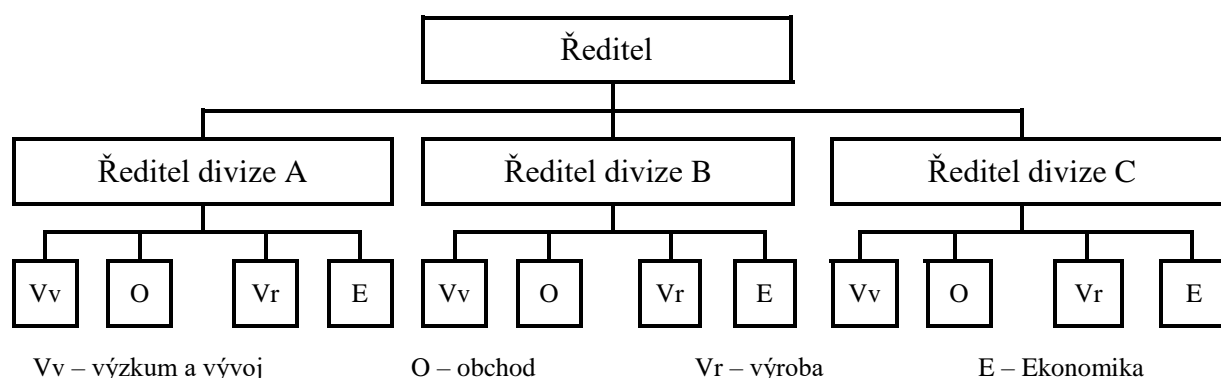 Ředitel
Ředitel divize A Ředitel divize B Ředitel divize C
Vv O Vr E Vv O Vr E Vv O Vr E
Vv – výzkum a vývoj O – obchod Vr – výroba E – Ekonomika